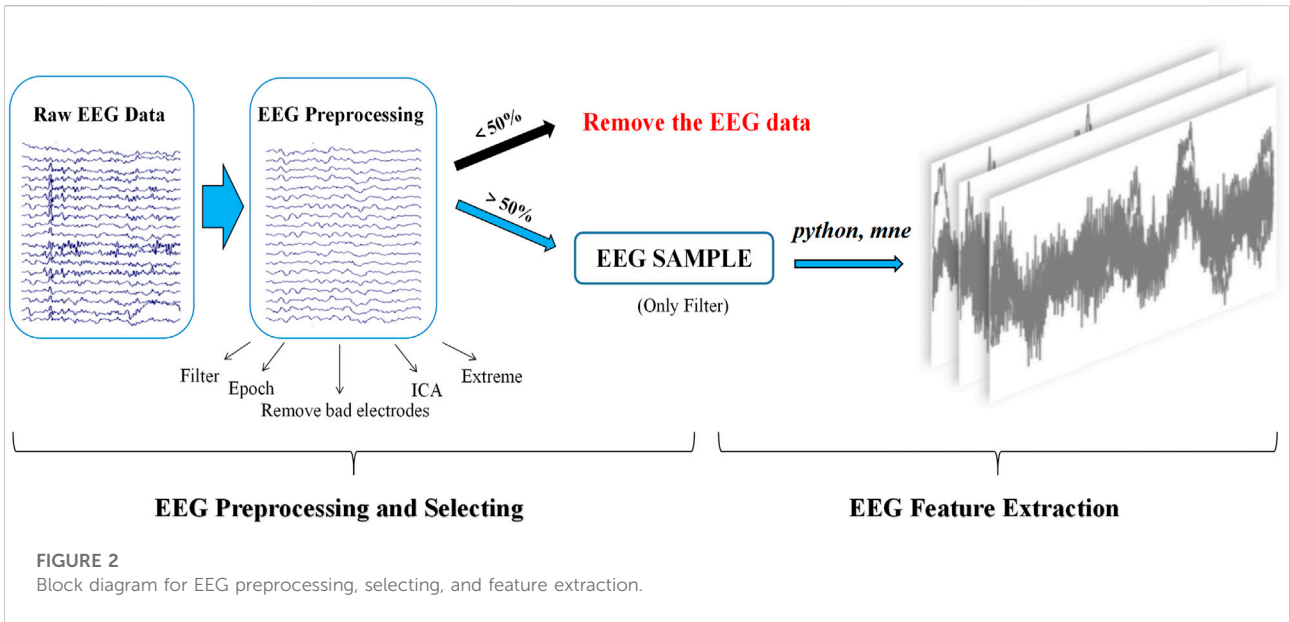 Raw EEG Data
EEG Preprocessing
< 50%
Remove the EEG data
> 50%
EEG SAMPLE
(Only Filter)
python, mne
Filter
Epoch
Remove bad electrodes
ICA
Extreme
EEG Preprocessing and Selecting
EEG Feature Extraction
FIGURE 2
Block diagram for EEG preprocessing, selecting, and feature extraction.